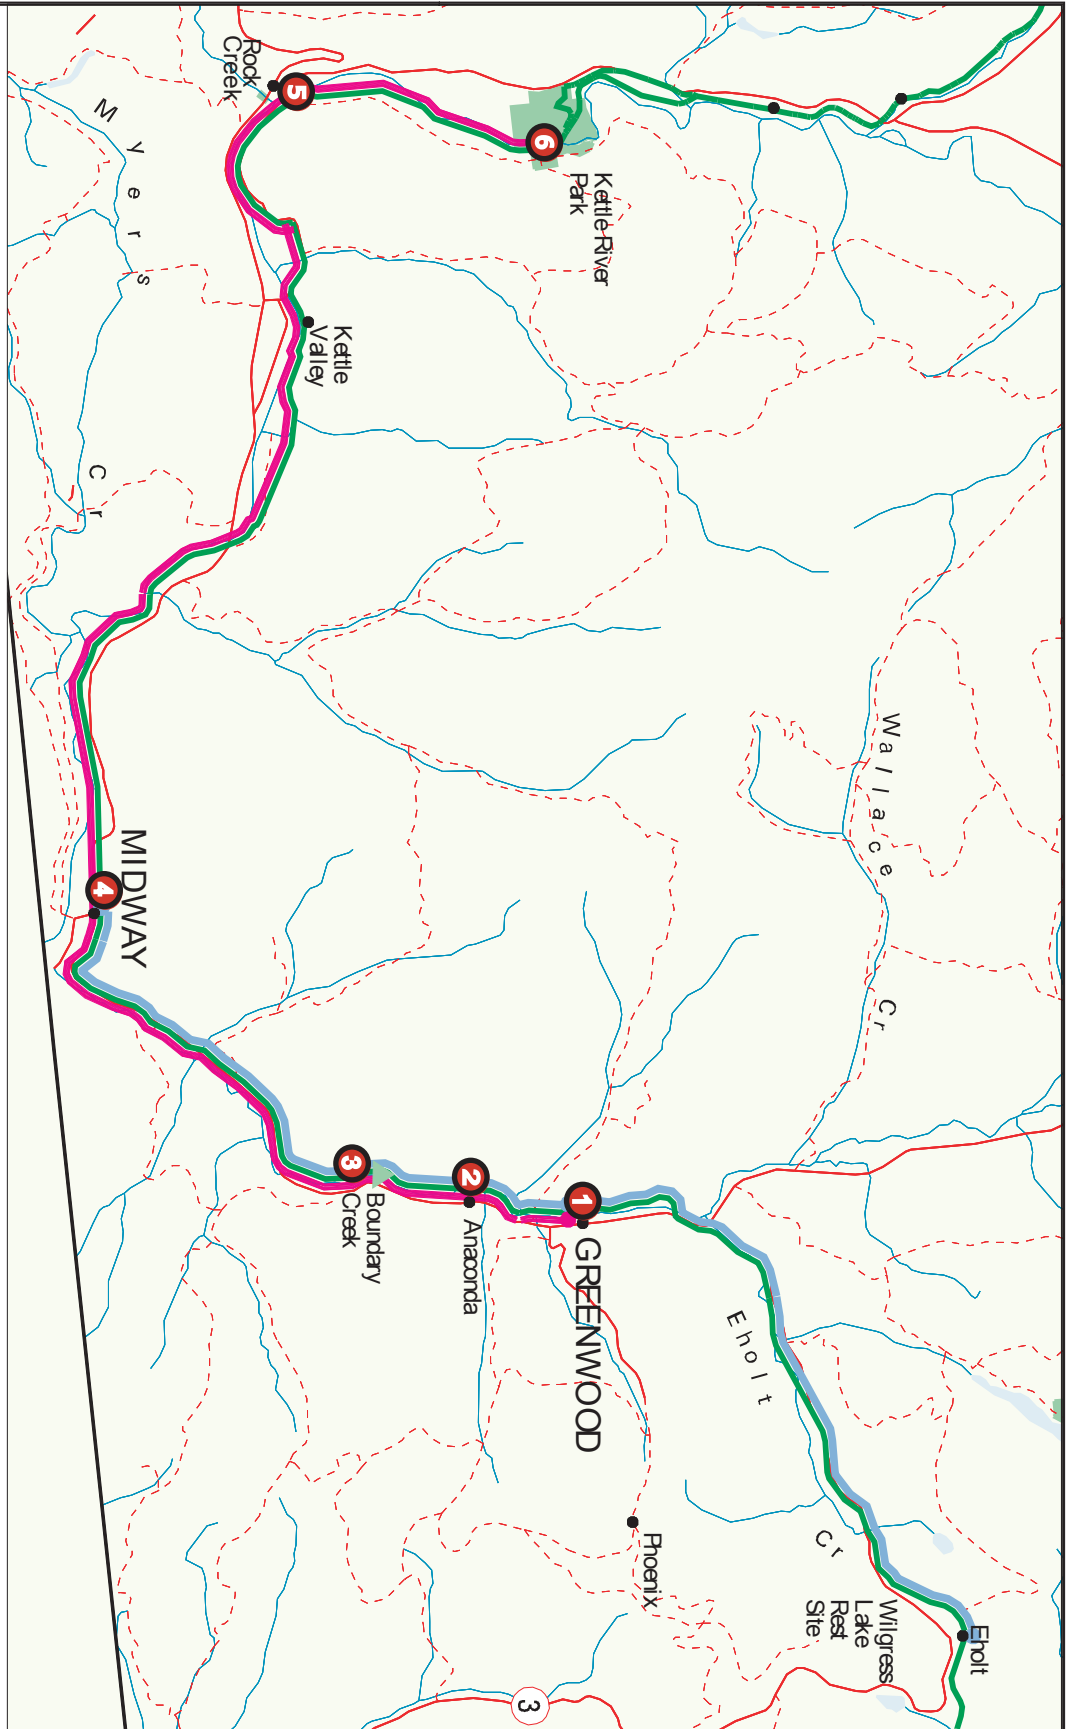 Wallace Cr
Kettle River
Park
6
GREENWOOD
1
Phoenix
Eholt Cr
Eholt
Wilgress
Lake
Rest
Site
3
Anaconda
2
Boundary
Creek
3
Kettle
Valley
5
Rock
Creek
Myers Cr
MIDWAY
4